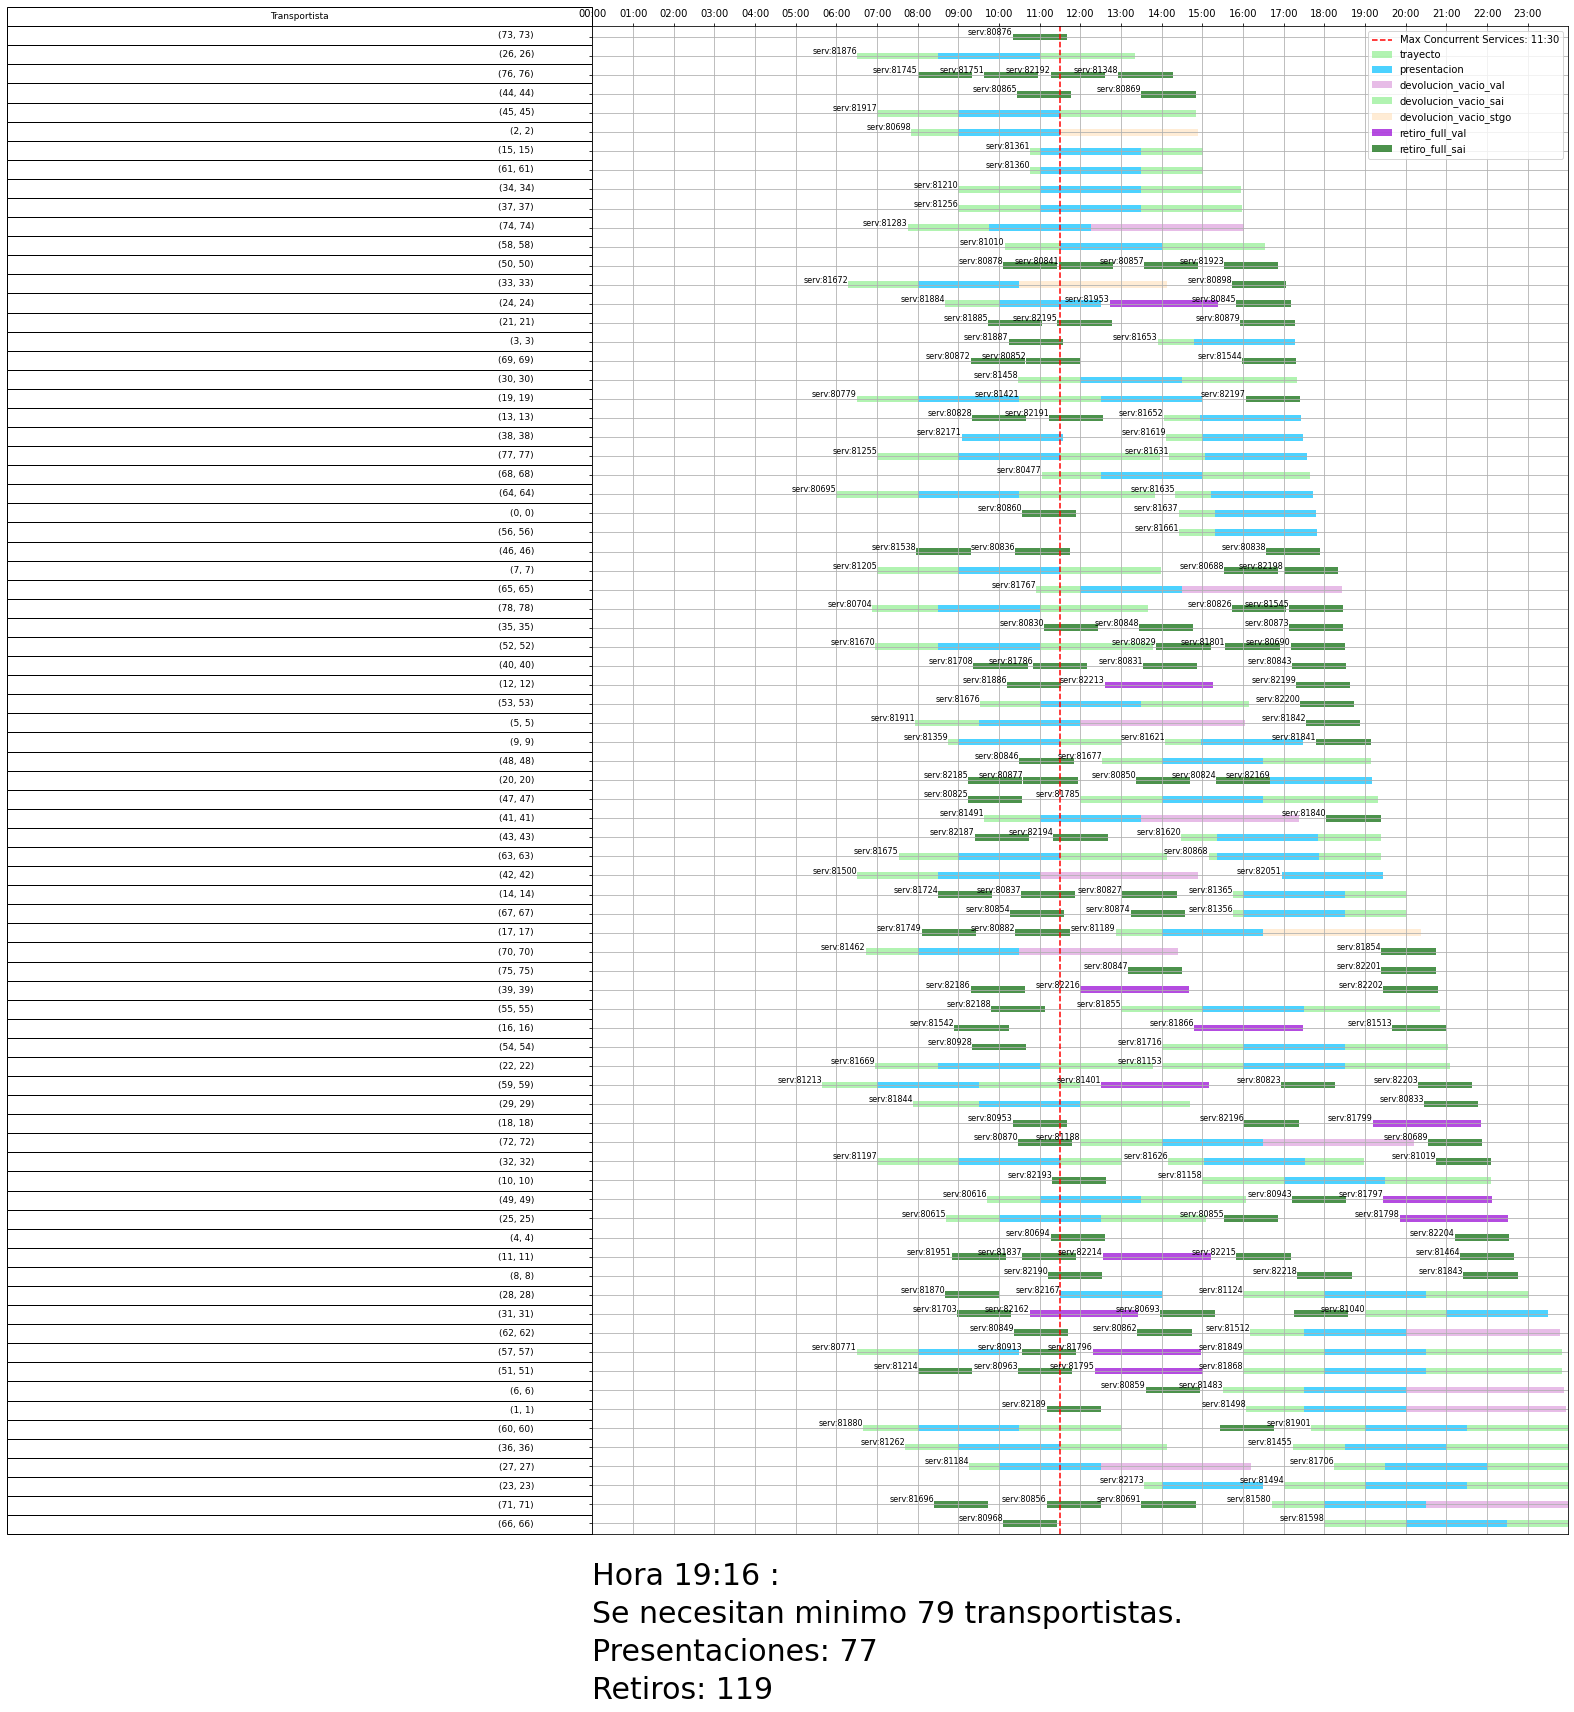 Transportista
00:00 01:00 02:00 03:00 04:00 05:00 06:00 07:00 08:00 09:00 10:00 11:00 12:00 13:00 14:00 15:00 16:00 17:00 18:00 19:00 20:00 21:00 22:00 23:00
Max Concurrent Services: 11:30
trayecto
presentacion
devolucion_vacio_val
devolucion_vacio_sai
devolucion_vacio_stgo
retiro_full_val
retiro_full_sai
(73, 73) serv:80876
(26, 26) serv:81876
(76, 76) serv:81745 serv:81751 serv:82192 serv:81348
(44, 44) serv:80865 serv:80869
(45, 45) serv:81917
(2, 2) serv:80698
(15, 15) serv:81361
(61, 61) serv:81360
(34, 34) serv:81210
(37, 37) serv:81256
(74, 74) serv:81283
(58, 58) serv:81010
(50, 50) serv:80878 serv:80841 serv:80857 serv:81923
(33, 33) serv:81672 serv:80898
(24, 24) serv:81884 serv:81953 serv:80845
(21, 21) serv:81885 serv:82195 serv:80879
(3, 3) serv:81887 serv:81653
(69, 69) serv:80872 serv:80852 serv:81544
(30, 30) serv:81458
(19, 19) serv:80779 serv:81421 serv:82197
(13, 13) serv:80828 serv:82191 serv:81652
(38, 38) serv:82171 serv:81619
(77, 77) serv:81255 serv:81631
(68, 68) serv:80477
(64, 64) serv:80695 serv:81635
(0, 0) serv:80860 serv:81637
(56, 56) serv:81661
(46, 46) serv:81538 serv:80836 serv:80838
(7, 7) serv:81205 serv:80688 serv:82198
(65, 65) serv:81767
(78, 78) serv:80704 serv:80826 serv:81545
(35, 35) serv:80830 serv:80848 serv:80873
(52, 52) serv:81670 serv:80829 serv:81801 serv:80690
(40, 40) serv:81708 serv:81786 serv:80831 serv:80843
(12, 12) serv:81886 serv:82213 serv:82199
(53, 53) serv:81676 serv:82200
(5, 5) serv:81911 serv:81842
(9, 9) serv:81359 serv:81621 serv:81841
(48, 48) serv:80846 serv:81677
(20, 20) serv:82185 serv:80877 serv:80850 serv:80824 serv:82169
(47, 47) serv:80825 serv:81785
(41, 41) serv:81491 serv:81840
(43, 43) serv:82187 serv:82194 serv:81620
(63, 63) serv:81675 serv:80868
(42, 42) serv:81500 serv:82051
(14, 14) serv:81724 serv:80837 serv:80827 serv:81365
(67, 67) serv:80854 serv:80874 serv:81356
(17, 17) serv:81749 serv:80882 serv:81189
(70, 70) serv:81462 serv:81854
(75, 75) serv:80847 serv:82201
(39, 39) serv:82186 serv:82216 serv:82202
(55, 55) serv:82188 serv:81855
(16, 16) serv:81542 serv:81866 serv:81513
(54, 54) serv:80928 serv:81716
(22, 22) serv:81669 serv:81153
(59, 59) serv:81213 serv:81401 serv:80823 serv:82203
(29, 29) serv:81844 serv:80833
(18, 18) serv:80953 serv:82196 serv:81799
(72, 72) serv:80870 serv:81188 serv:80689
(32, 32) serv:81197 serv:81626 serv:81019
(10, 10) serv:82193 serv:81158
(49, 49) serv:80616 serv:80943 serv:81797
(25, 25) serv:80615 serv:80855 serv:81798
(4, 4) serv:80694 serv:82204
(11, 11) serv:81951 serv:81837 serv:82214 serv:82215 serv:81464
(8, 8) serv:82190 serv:82218 serv:81843
(28, 28) serv:81870 serv:82167 serv:81124
(31, 31) serv:81703 serv:82162 serv:80693 serv:81040
(62, 62) serv:80849 serv:80862 serv:81512
(57, 57) serv:80771 serv:80913 serv:81796 serv:81849
(51, 51) serv:81214 serv:80963 serv:81795 serv:81868
(6, 6) serv:80859 serv:81483
(1, 1) serv:82189 serv:81498
(60, 60) serv:81880 serv:81901
(36, 36) serv:81262 serv:81455
(27, 27) serv:81184 serv:81706
(23, 23) serv:82173 serv:81494
(71, 71) serv:81696 serv:80856 serv:80691 serv:81580
(66, 66) serv:80968 serv:81598
Hora 19:16 :
Se necesitan minimo 79 transportistas.
Presentaciones: 77
Retiros: 119